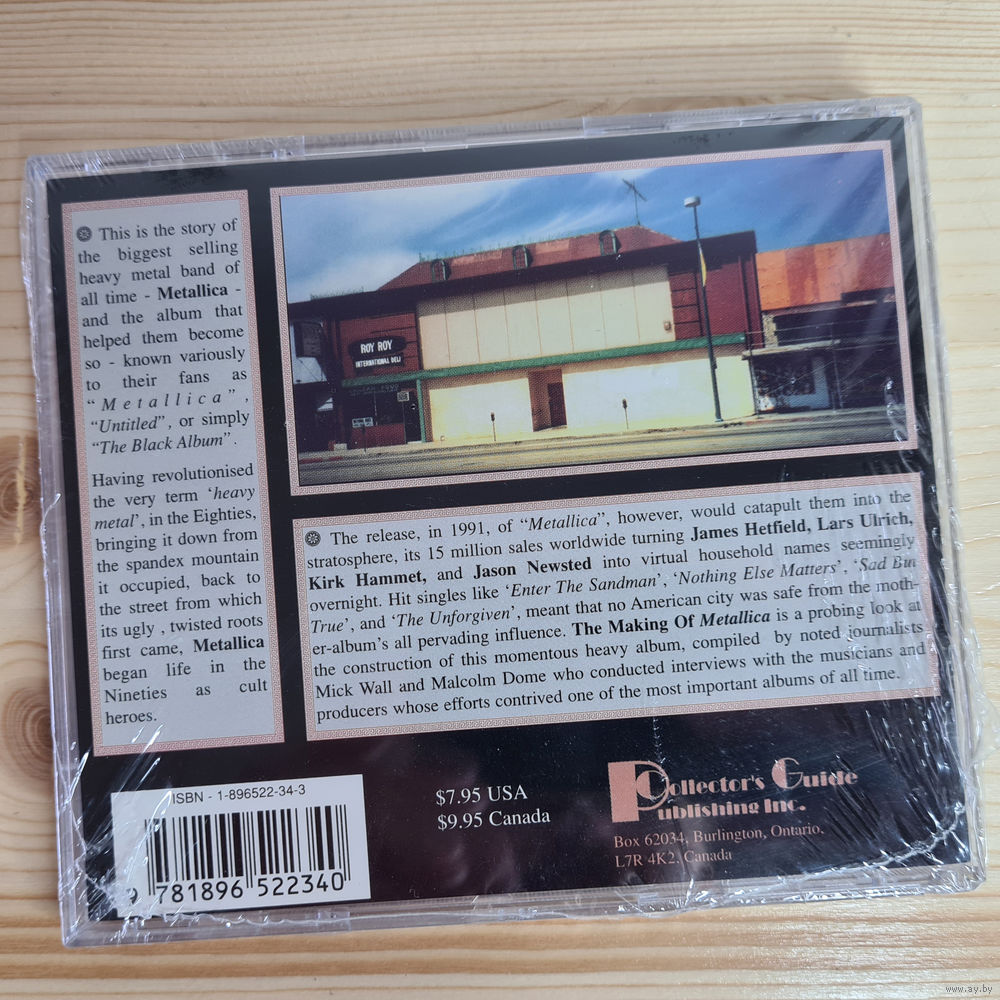 This is the story of
the biggest selling
heavy metal band of
all time - Metallica -
and the album that
helped them become
so - known variously
to their fans as
“Metallica”,
“Untitled”, or simply
“The Black Album”.
Having revolutionised
the very term ‘heavy
metal’, in the Eighties,
bringing it down from
the spandex mountain
it occupied, back to
the street from which
its ugly , twisted roots
first came, Metallica
began life in the
Nineties as cult
heroes.
ROY ROY
INTERNATIONAL DELI
The release, in 1991, of “Metallica”, however, would catapult them into the
stratosphere, its 15 million sales worldwide turning James Hetfield, Lars Ulrich,
Kirk Hammet, and Jason Newsted into virtual household names seemingly
overnight. Hit singles like ‘Enter The Sandman’, ‘Nothing Else Matters’, ‘Sad But
True’, and ‘The Unforgiven’, meant that no American city was safe from the moth-
er-album’s all pervading influence. The Making Of Metallica is a probing look at
the construction of this momentous heavy album, compiled by noted journalists
Mick Wall and Malcolm Dome who conducted interviews with the musicians and
producers whose efforts contrived one of the most important albums of all time.
ISBN - 1-896522-34-3
9 781896 522340
$7.95 USA
$9.95 Canada
Collector's Guide
Publishing Inc.
Box 62034, Burlington, Ontario,
L7R 4K2, Canada
www.ay.by